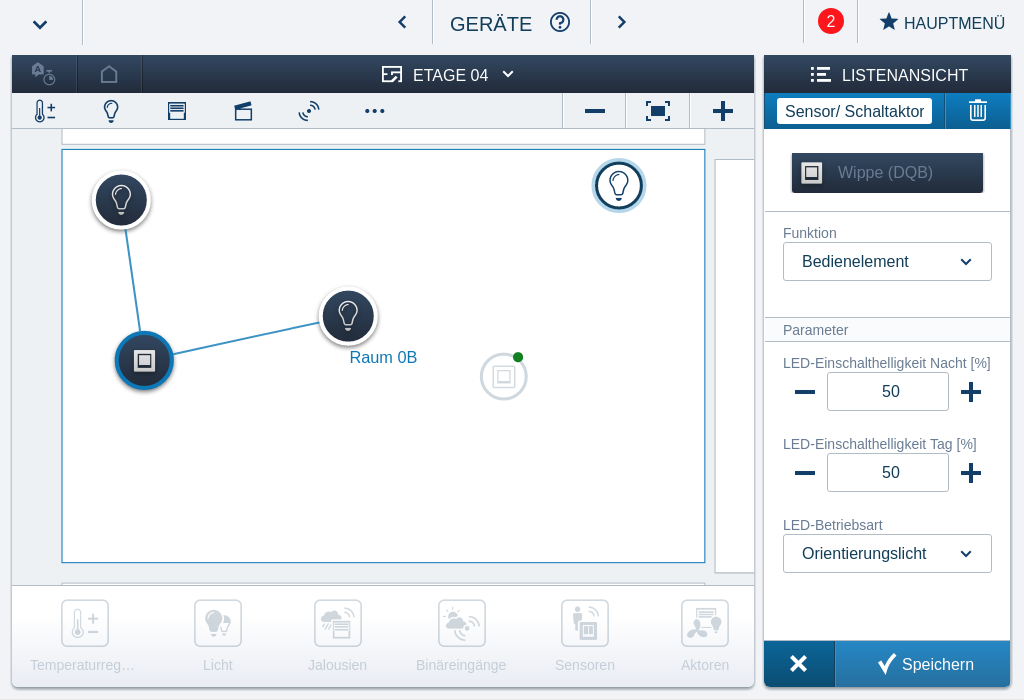 GERÄTE
2
HAUPTMENÜ
ETAGE 04
LISTENANSICHT
Sensor/ Schaltaktor
Wippe (DQB)
Funktion
Bedienelement
Raum 0B
Parameter
LED-Einschalthelligkeit Nacht [%]
50
LED-Einschalthelligkeit Tag [%]
50
LED-Betriebsart
Orientierungslicht
Temperaturreg…
Licht
Jalousien
Binäreingänge
Sensoren
Aktoren
Speichern